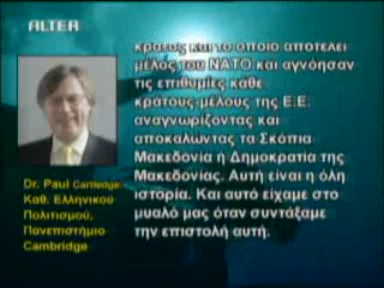 ALTER
κράτος και το οποίο αποτελεί
μέλος του ΝΑΤΟ και αγνόησαν
τις επιθυμίες κάθε
κράτους-μέλους της Ε.Ε.
αναγνωρίζοντας και
αποκαλώντας τα Σκόπια
Μακεδονία ή Δημοκρατία της
Μακεδονίας. Αυτή είναι η όλη
ιστορία. Και αυτό είχαμε στο
μυαλό μας όταν συντάξαμε
την επιστολή αυτή.
Dr. Paul Cartledge
Καθ. Ελληνικού
Πολιτισμού,
Πανεπιστήμιο
Cambridge